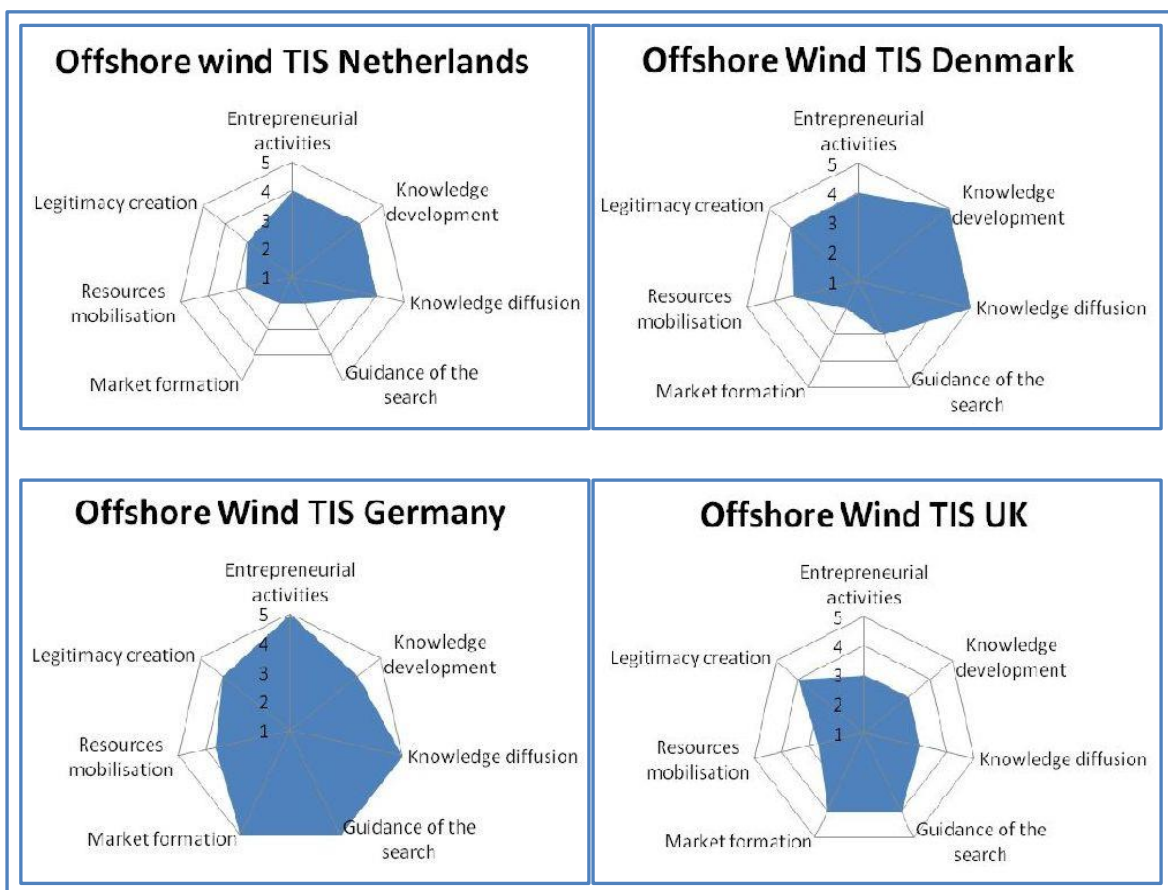 Offshore wind TIS Netherlands
Entrepreneurial
activities
5
4
3
2
1
Knowledge
development
Knowledge diffusion
Guidance of the
search
Market formation
Resources
mobilisation
Legitimacy creation
Offshore Wind TIS Denmark
Entrepreneurial
activities
5
4
3
2
1
Knowledge
development
Knowledge diffusion
Guidance of the
search
Market formation
Resources
mobilisation
Legitimacy creation
Offshore Wind TIS Germany
Entrepreneurial
activities
5
4
3
2
1
Knowledge
development
Knowledge diffusion
Guidance of the
search
Market formation
Resources
mobilisation
Legitimacy creation
Offshore Wind TIS UK
Entrepreneurial
activities
5
4
3
2
1
Knowledge
development
Knowledge diffusion
Guidance of the
search
Market formation
Resources
mobilisation
Legitimacy creation